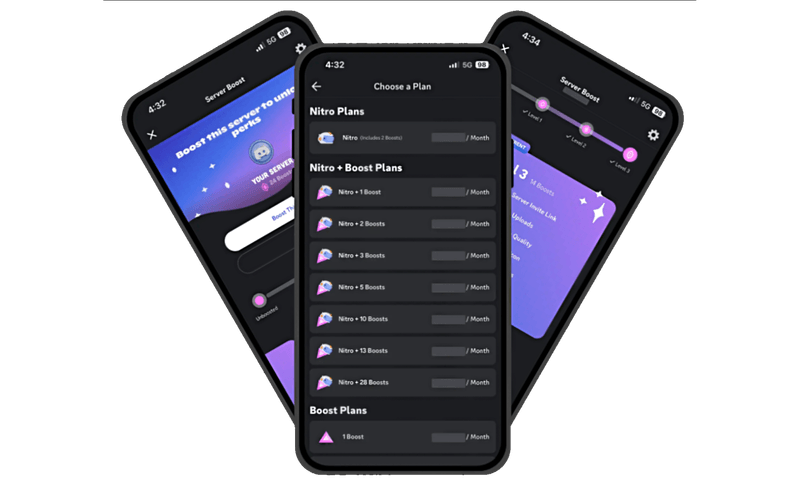 4:32
5G 98
Server Boost
Boost this server to
perks
YOUR SERVER
24 Boosts
Boost
Unboosted
4:32
5G 98
Choose a Plan
Nitro Plans
Nitro (Includes 2 Boosts) / Month
Nitro + Boost Plans
Nitro + 1 Boost / Month
Nitro + 2 Boosts / Month
Nitro + 3 Boosts / Month
Nitro + 5 Boosts / Month
Nitro + 10 Boosts / Month
Nitro + 13 Boosts / Month
Nitro + 28 Boosts / Month
Boost Plans
1 Boost / Month
4:34
5G 98
Server Boost
Level 1
Level 2
Level 3
3 14 Boosts
Server Invite Link
Uploads
Quality